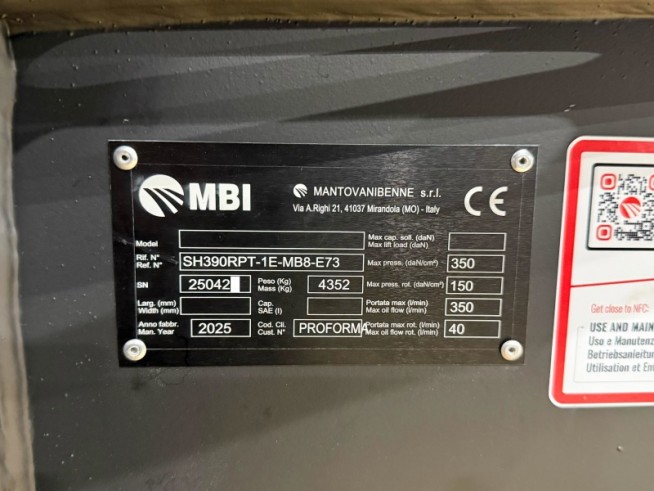 MBI
MANTOVANIBENNE s.r.l.
Via A.Righi 21, 41037 Mirandola (MO) - Italy
CE
Model
Max cap. soll. (daN)
Max lift load (daN)
Rif. N°
Ref. N°
SH390RPT-1E-MB8-E73
Max press. (daN/cm²)
350
SN
25042
Peso (Kg)
Mass (Kg)
4352
Max press. rot. (daN/cm²)
150
Larg. (mm)
Width (mm)
Cap.
SAE (l)
Portata max (l/min)
Max oil flow (l/min)
350
Anno fabbr.
Man. Year
2025
Cod. Cli.
Cust. N°
PROFORMA
Portata max rot. (l/min)
Max oil flow rot. (l/min)
40
Get close to NFC:
USE AND MAIN
Uso e Manutenz
Betriebsanleitun
Utilisation et En